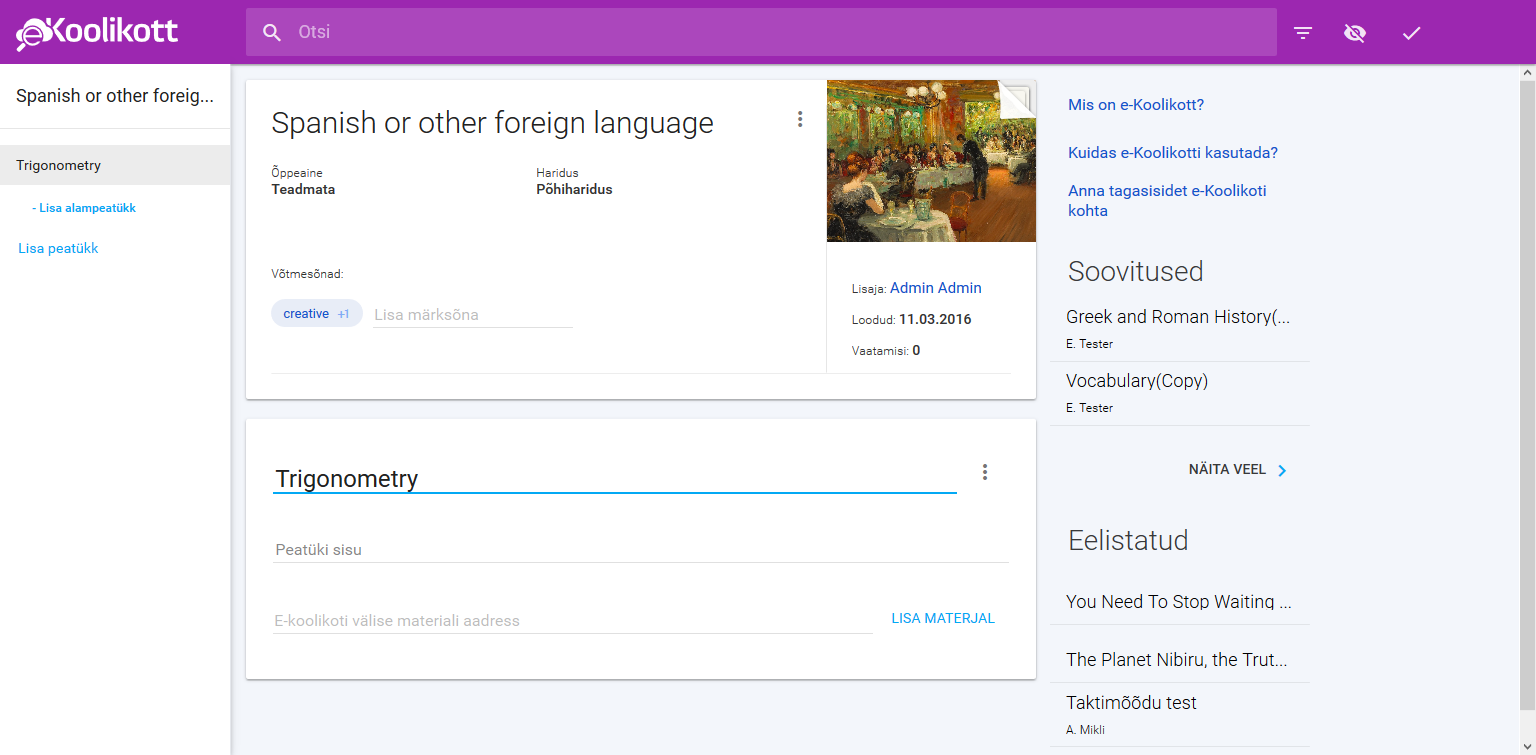 eKoolikott
Otsi
Spanish or other foreig...
Trigonometry
- Lisa alampeatükk
Lisa peatükk
Spanish or other foreign language
Õppeaine
Teadmata
Haridus
Põhiharidus
Võtmesõnad:
creative +1
Lisa märksõna
Lisaja: Admin Admin
Loodud: 11.03.2016
Vaatamisi: 0
Trigonometry
Peatüki sisu
E-koolikoti välise materiali aadress
LISA MATERJAL
Mis on e-Koolikott?
Kuidas e-Koolikotti kasutada?
Anna tagasisidet e-Koolikoti
kohta
Soovitused
Greek and Roman History(...
E. Tester
Vocabulary(Copy)
E. Tester
NÄITA VEEL
Eelistatud
You Need To Stop Waiting ...
The Planet Nibiru, the Trut...
Taktimõõdu test
A. Mikli